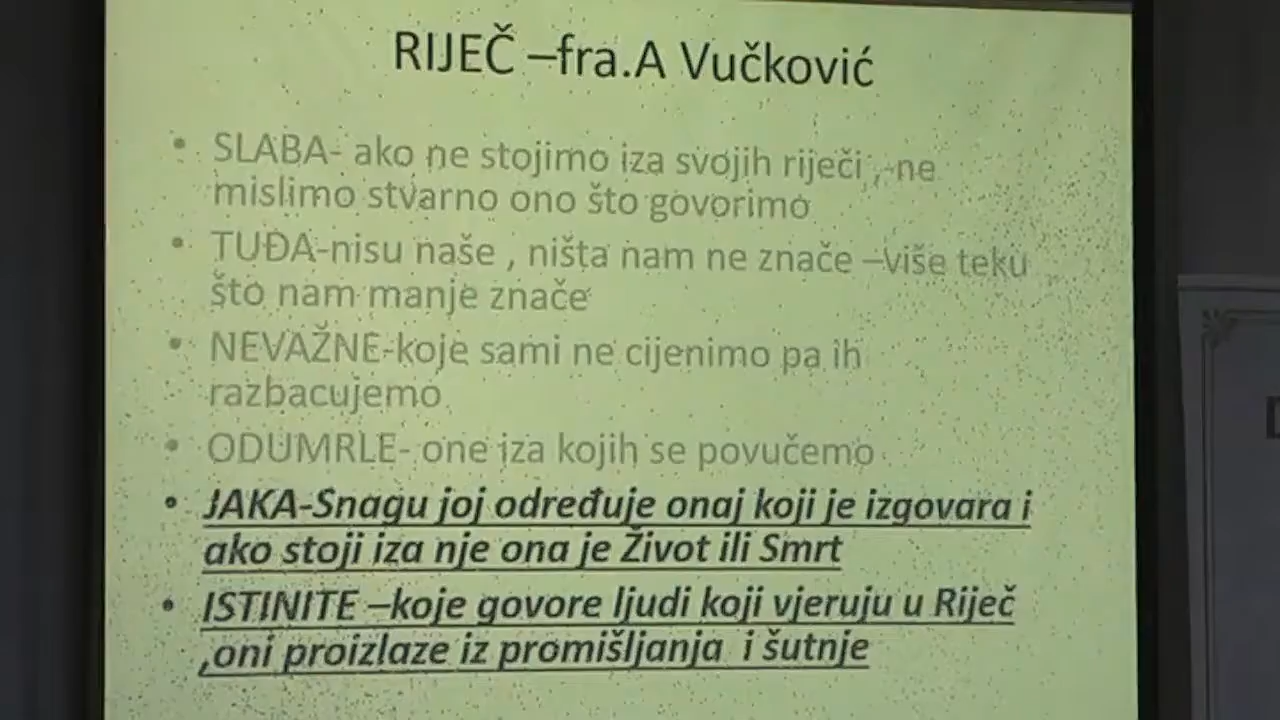 RIJEČ –fra.A Vučković
• SLABA- ako ne stojimo iza svojih riječi ,-ne
mislimo stvarno ono što govorimo
• TUĐA-nisu naše , ništa nam ne znače –više teku
što nam manje znače
• NEVAŽNE-koje sami ne cijenimo pa ih
razbacujemo
• ODUMRLE- one iza kojih se povučemo
• JAKA-Snagu joj određuje onaj koji je izgovara i
ako stoji iza nje ona je Život ili Smrt
• ISTINITE –koje govore ljudi koji vjeruju u Riječ
,oni proizlaze iz promišljanja i šutnje